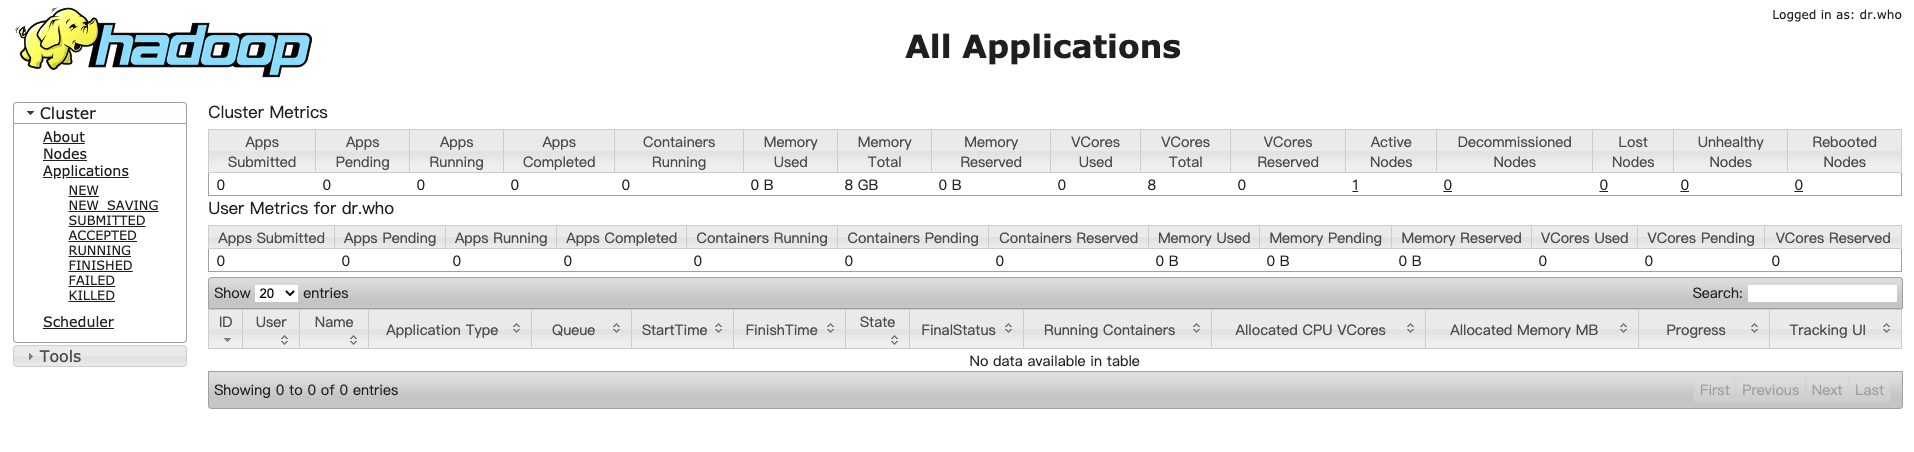 hadoop
Logged in as: dr.who
All Applications
Cluster
About
Nodes
Applications
NEW
NEW_SAVING
SUBMITTED
ACCEPTED
RUNNING
FINISHED
FAILED
KILLED
Scheduler
Tools
Cluster Metrics
Apps Submitted Apps Pending Apps Running Apps Completed Containers Running Memory Used Memory Total Memory Reserved VCores Used VCores Total VCores Reserved Active Nodes Decommissioned Nodes Lost Nodes Unhealthy Nodes Rebooted Nodes
0 0 0 0 0 0 B 8 GB 0 B 0 8 0 1 0 0 0 0
User Metrics for dr.who
Apps Submitted Apps Pending Apps Running Apps Completed Containers Running Containers Pending Containers Reserved Memory Used Memory Pending Memory Reserved VCores Used VCores Pending VCores Reserved
0 0 0 0 0 0 0 0 B 0 B 0 B 0 0 0
Show 20 entries Search:
ID User Name Application Type Queue StartTime FinishTime State FinalStatus Running Containers Allocated CPU VCores Allocated Memory MB Progress Tracking UI
No data available in table
Showing 0 to 0 of 0 entries First Previous Next Last